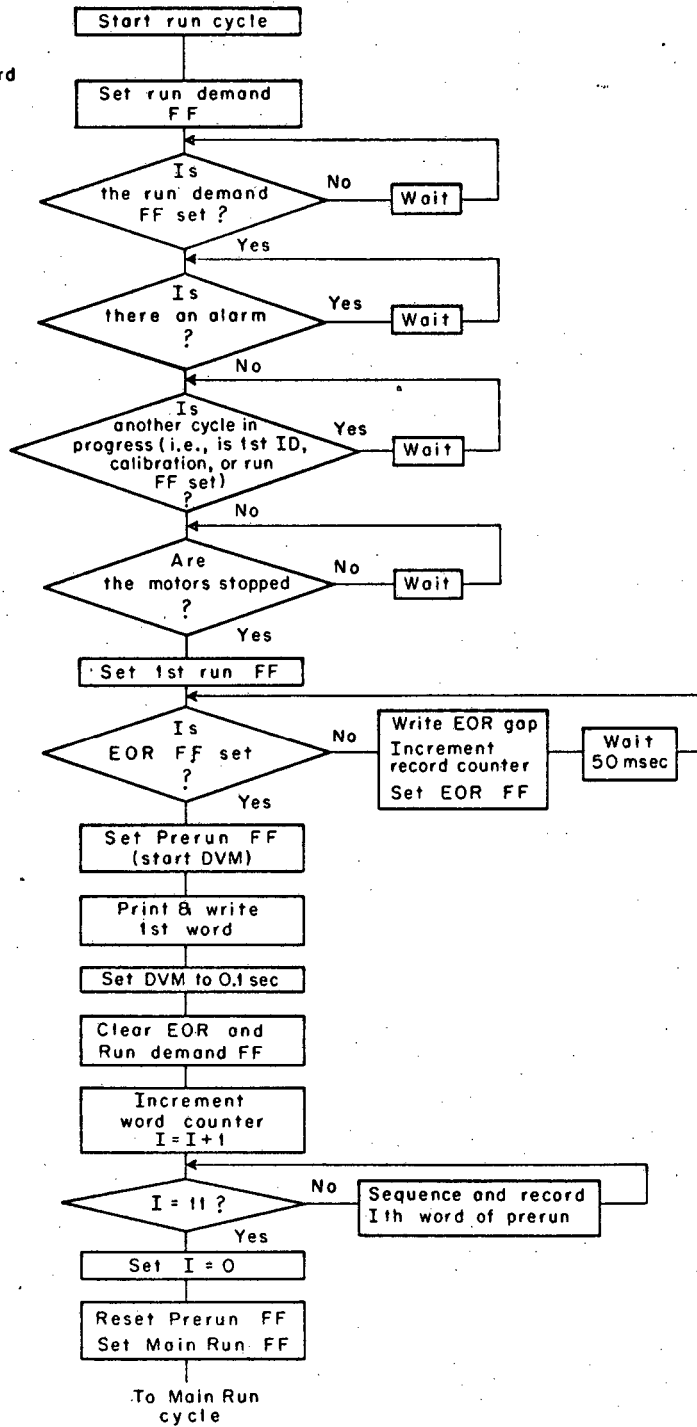 Start run cycle
rd
Set run demand
FF
Is
the run demand
FF set ?
No
Wait
Yes
Is
there an alarm
?
Yes
Wait
No
Is
another cycle in
progress (i.e., is 1st ID,
calibration, or run
FF set)
?
Yes
Wait
No
Are
the motors stopped
?
No
Wait
Yes
Set 1st run FF
Is
EOR FF set
?
No
Write EOR gap
Increment
record counter
Set EOR FF
Wait
50 msec
Yes
Set Prerun FF
(start DVM)
Print & write
1st word
Set DVM to 0.1 sec
Clear EOR and
Run demand FF
Increment
word counter
I = I + 1
I = 11 ?
No
Sequence and record
I th word of prerun
Yes
Set I = 0
Reset Prerun FF
Set Main Run FF
To Main Run
cycle